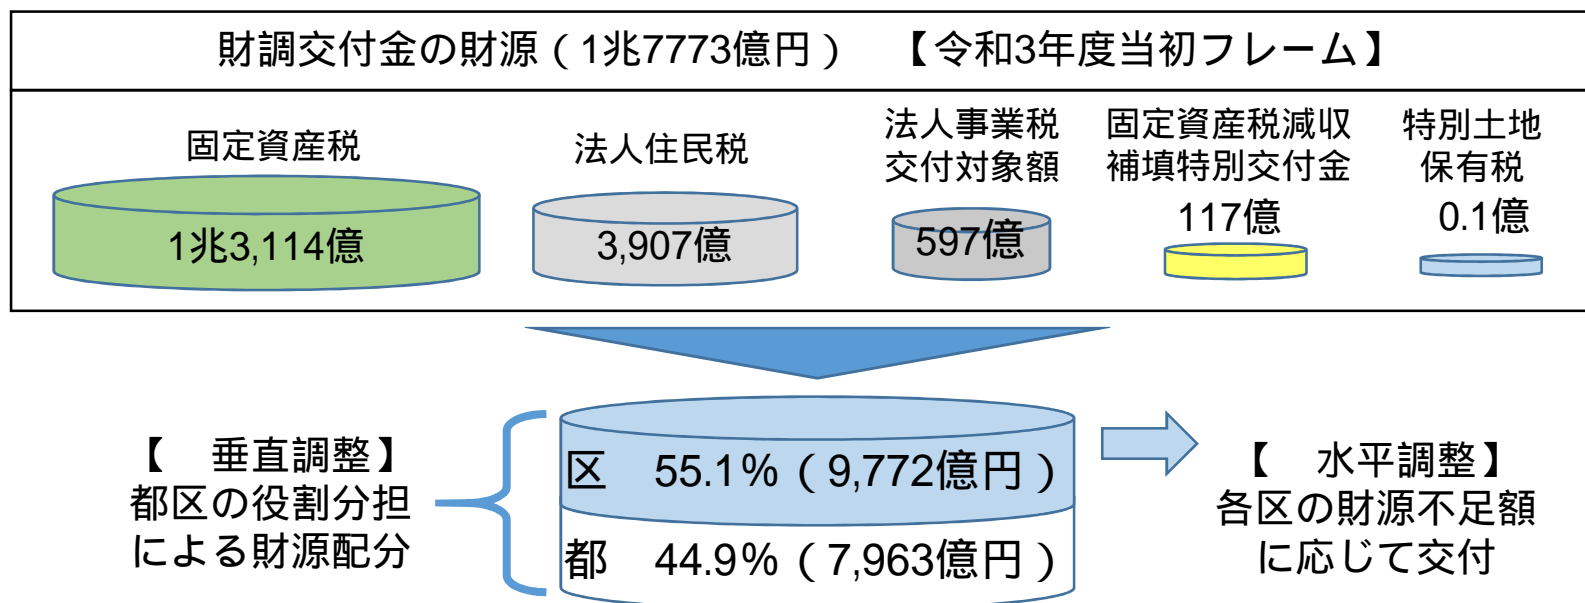 財調交付金の財源（1兆7773億円） 【令和3年度当初フレーム】
固定資産税
1兆3,114億
法人住民税
3,907億
法人事業税
交付対象額
597億
固定資産税減収
補填特別交付金
117億
特別土地
保有税
0.1億
【 垂直調整】
都区の役割分担
による財源配分
区 55.1%（9,772億円）
都 44.9%（7,963億円）
【 水平調整】
各区の財源不足額
に応じて交付